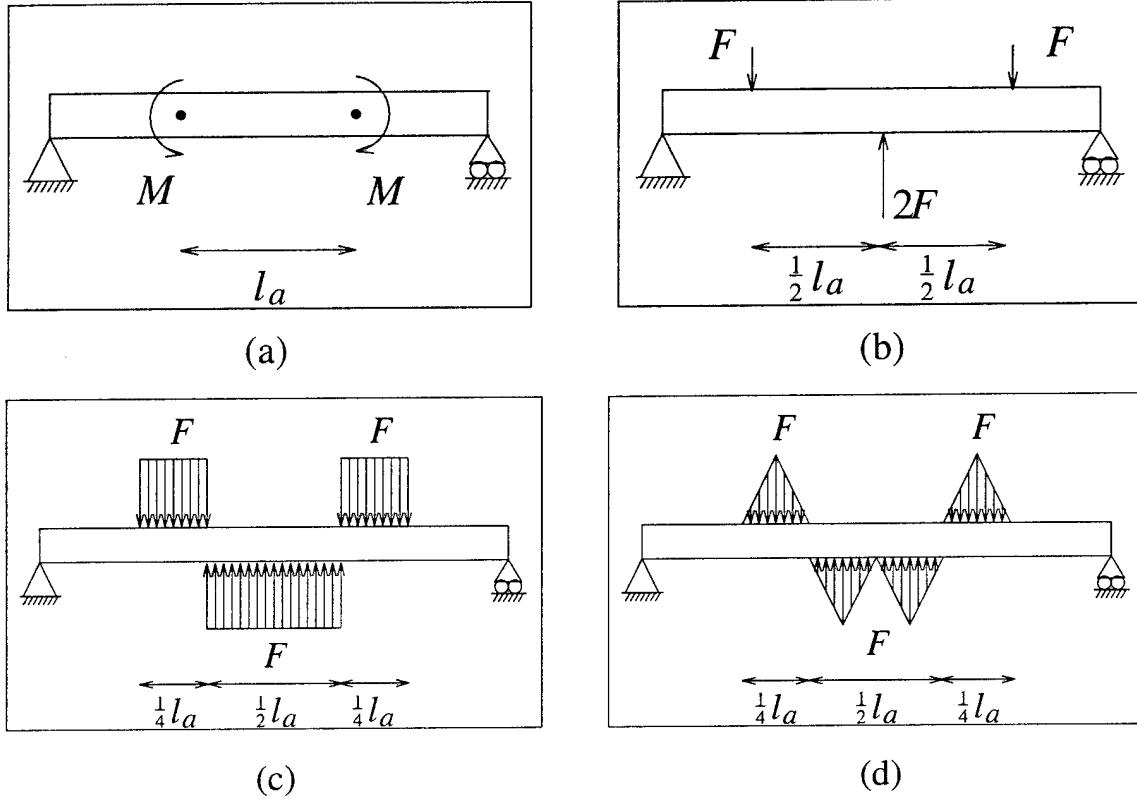 F F
M M
2F
l_a
½ l_a ½ l_a
(a)
(b)
F F
F
¼ l_a ½ l_a ¼ l_a
(c)
F F
F
¼ l_a ½ l_a ¼ l_a
(d)